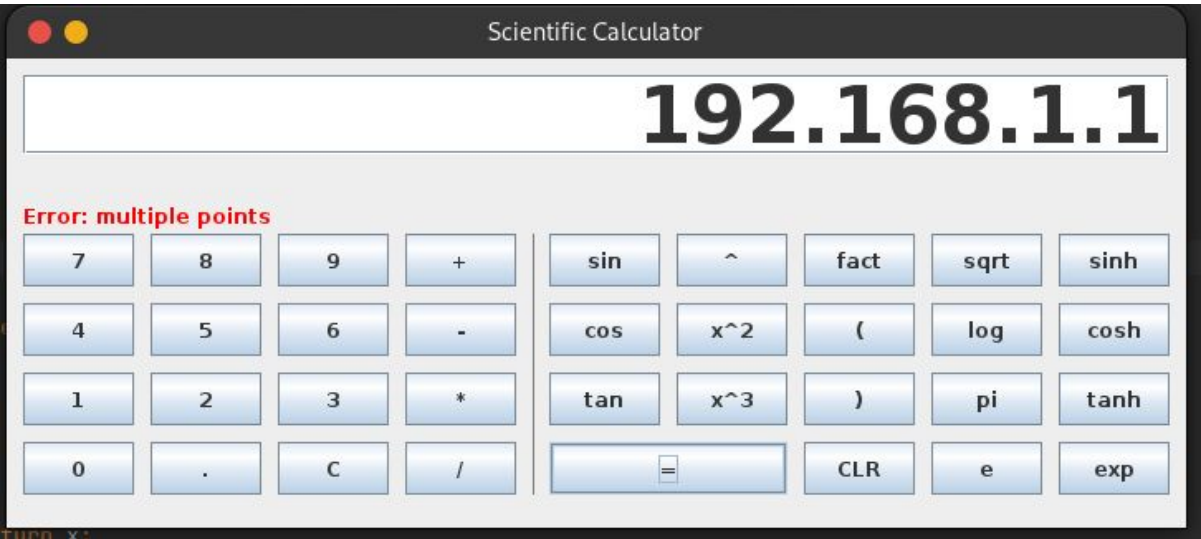 Scientific Calculator
192.168.1.1
Error: multiple points
7 8 9 + sin ^ fact sqrt sinh
4 5 6 - cos x^2 ( log cosh
1 2 3 * tan x^3 ) pi tanh
0 . C / = CLR e exp
turn x;